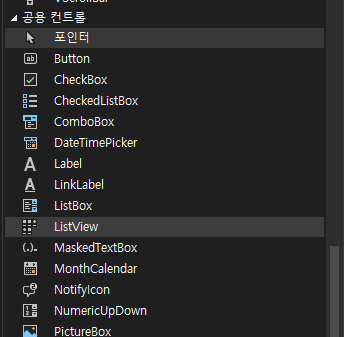 VScrollBar
공용 컨트롤
포인터
Button
CheckBox
CheckedListBox
ComboBox
DateTimePicker
Label
LinkLabel
ListBox
ListView
MaskedTextBox
MonthCalendar
NotifyIcon
NumericUpDown
PictureBox